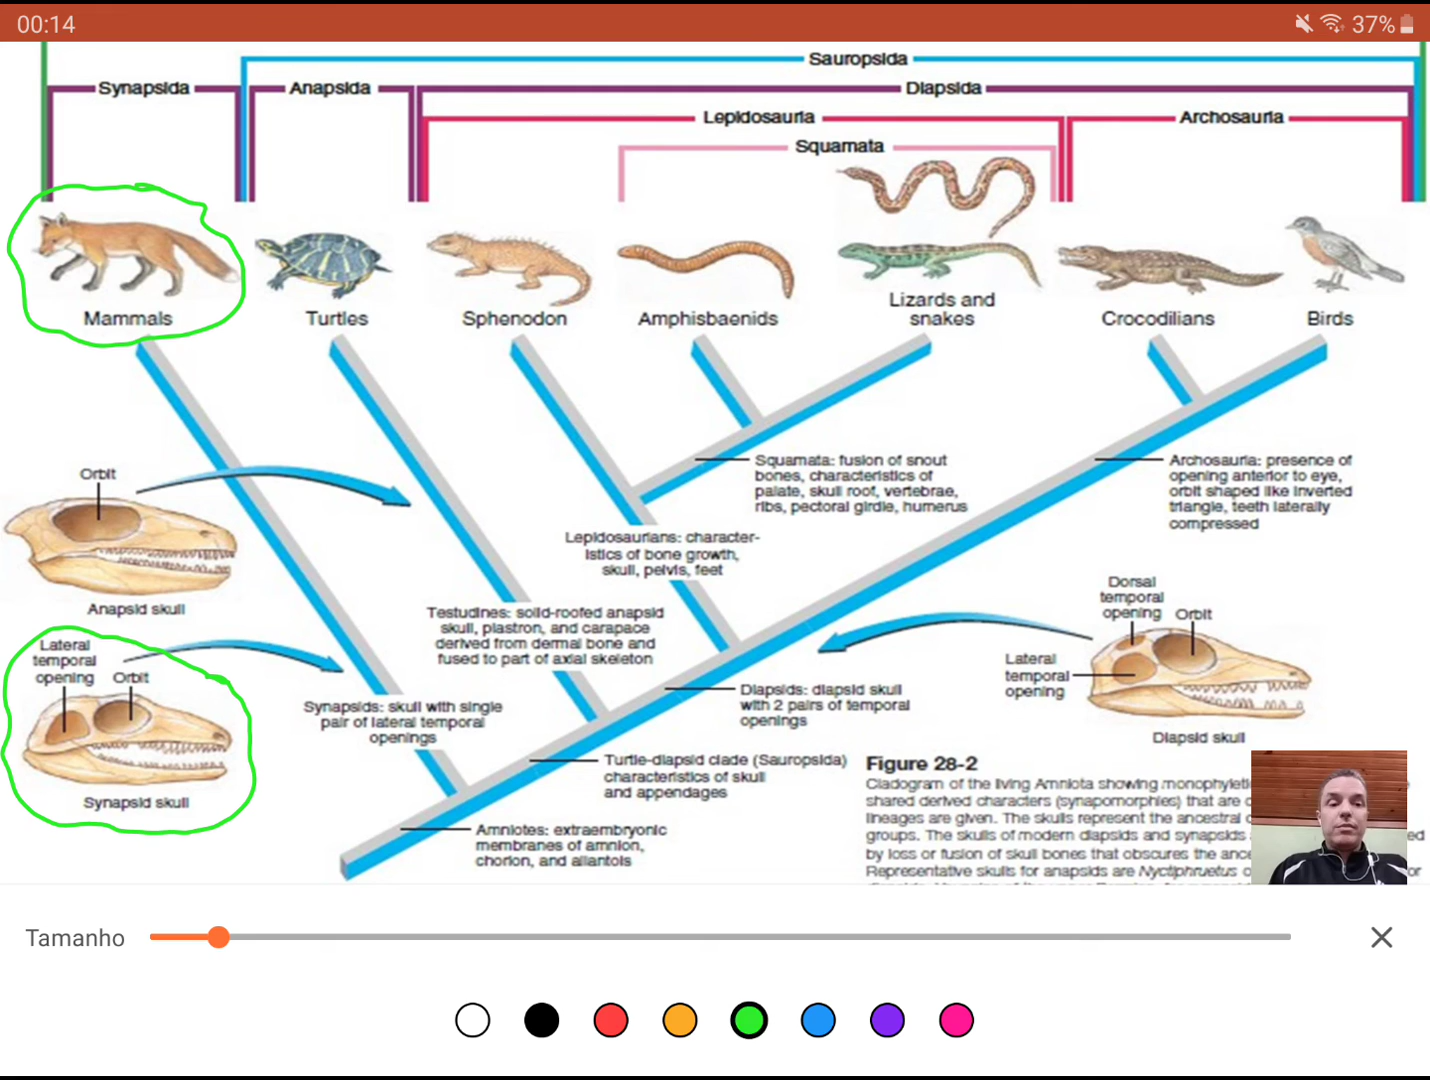 00:14
37%
Sauropsida
Synapsida
Anapsida
Diapsida
Lepidosauria
Archosauria
Squamata
Lizards and
snakes
Mammals
Turtles
Sphenodon
Amphisbaenids
Crocodilians
Birds
Orbit
Anapsid skull
Squamata: fusion of snout
bones, characteristics of
palate, skull roof, vertebrae,
ribs, pectoral girdle, humerus
Archosauria: presence of
opening anterior to eye,
orbit shaped like inverted
triangle, teeth laterally
compressed
Lepidosaurians: character-
istics of bone growth,
skull, pelvis, feet
Testudines: solid-roofed anapsid
skull, plastron, and carapace
derived from dermal bone and
fused to part of axial skeleton
Dorsal
temporal
opening
Orbit
Lateral
temporal
opening
Diapsid skull
Lateral
temporal
opening
Orbit
Synapsid skull
Synapsids: skull with single
pair of lateral temporal
openings
Diapsids: diapsid skull
with 2 pairs of temporal
openings
Turtle-diapsid clade (Sauropsida)
characteristics of skull
and appendages
Amniotes: extraembryonic
membranes of amnion,
chorion, and allantois
Figure 28-2
Cladogram of the living Amniota showing
shared derived characters (synapomorphies) that are
lineages are given. The skulls represent the ancestral
groups. The skulls of modern diapsids and synapsids
by loss or fusion of skull bones that obscures the
Representative skulls for anapsids are Nyctiphruetus
Tamanho